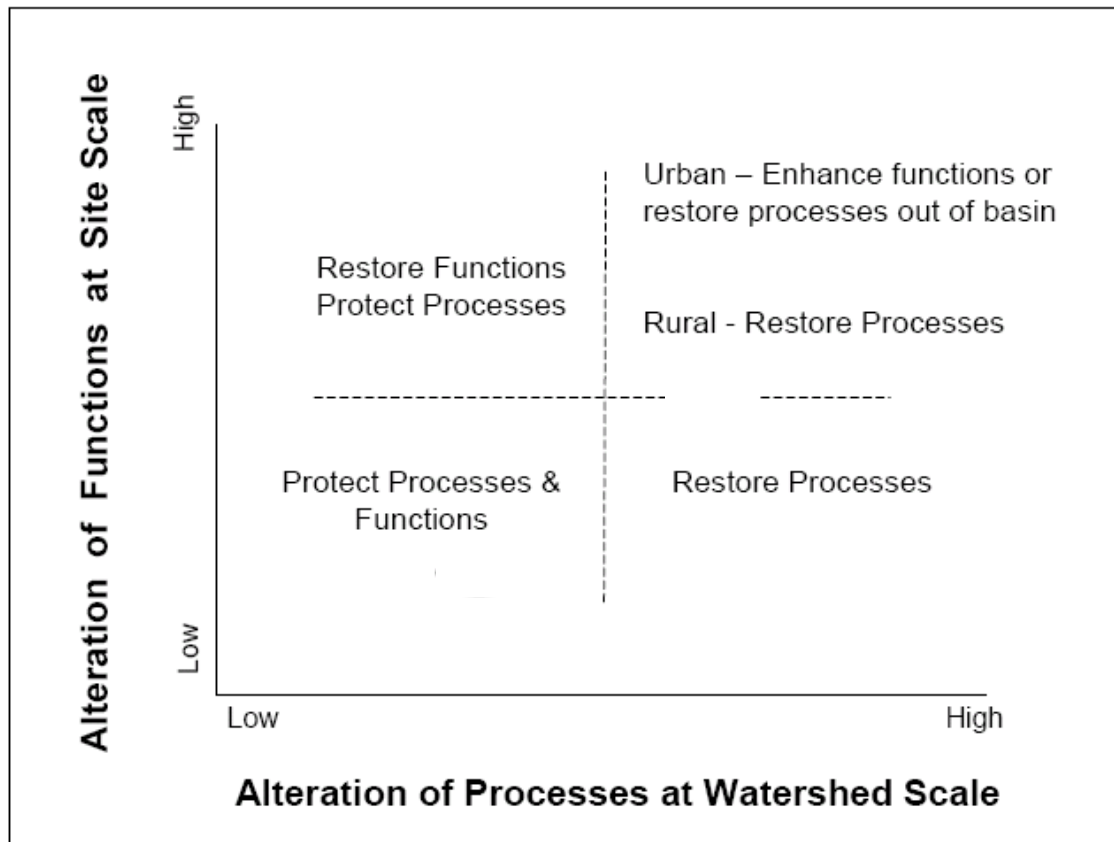 Alteration of Functions at Site Scale
High
Low
Urban – Enhance functions or
restore processes out of basin
Restore Functions
Protect Processes
Rural - Restore Processes
Protect Processes &
Functions
Restore Processes
Low
High
Alteration of Processes at Watershed Scale